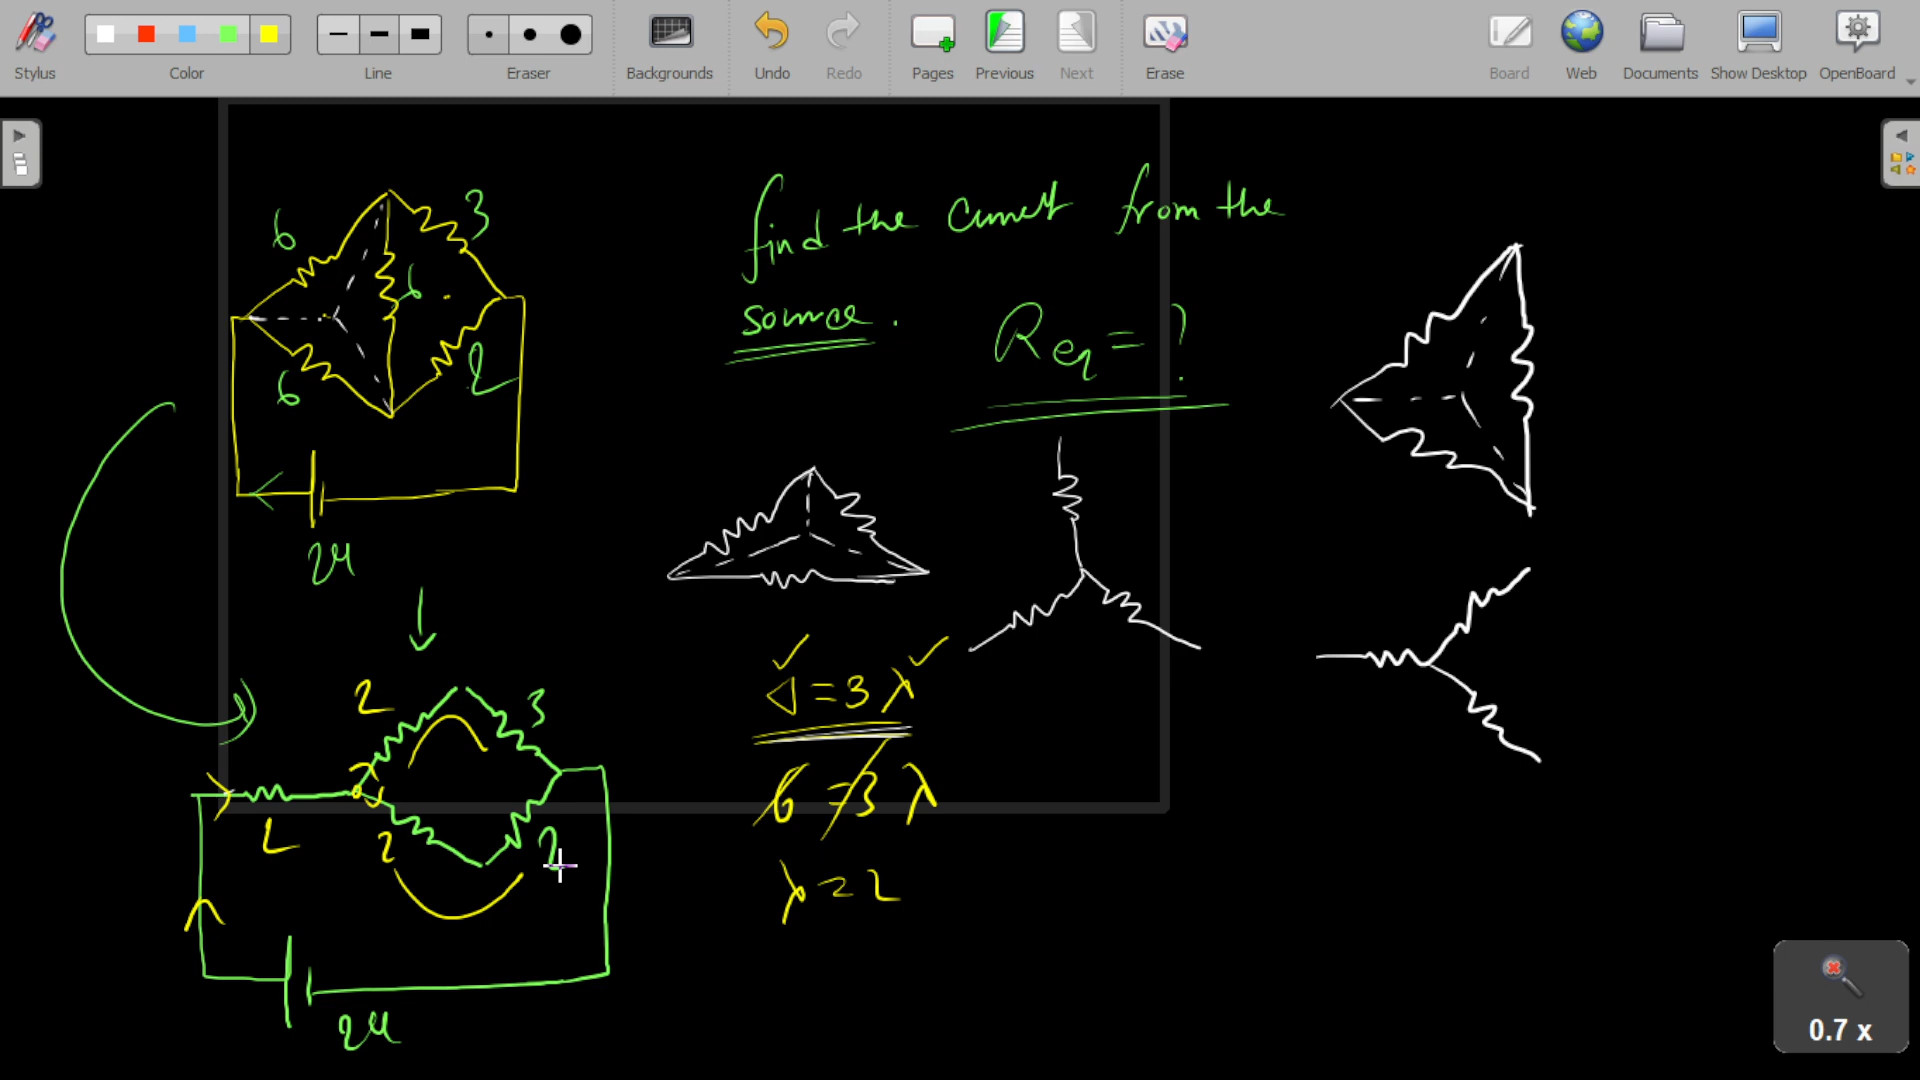 Stylus
Color
Line
Eraser
Backgrounds
Undo
Redo
Pages
Previous
Next
Erase
Board
Web
Documents
Show Desktop
OpenBoard
6
3
6
6
2
24
find the current from the
source.
Req = ?
2
3
2
2
2
24
Δ = 3 λ
6 = 3 λ
λ = 2
0.7 x